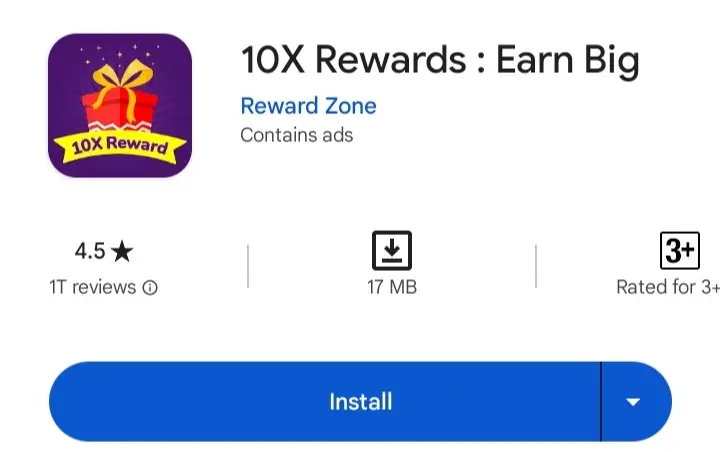 10X Rewards : Earn Big
Reward Zone
Contains ads
10X Reward
4.5 ★
1T reviews
17 MB
3+
Rated for 3+
Install